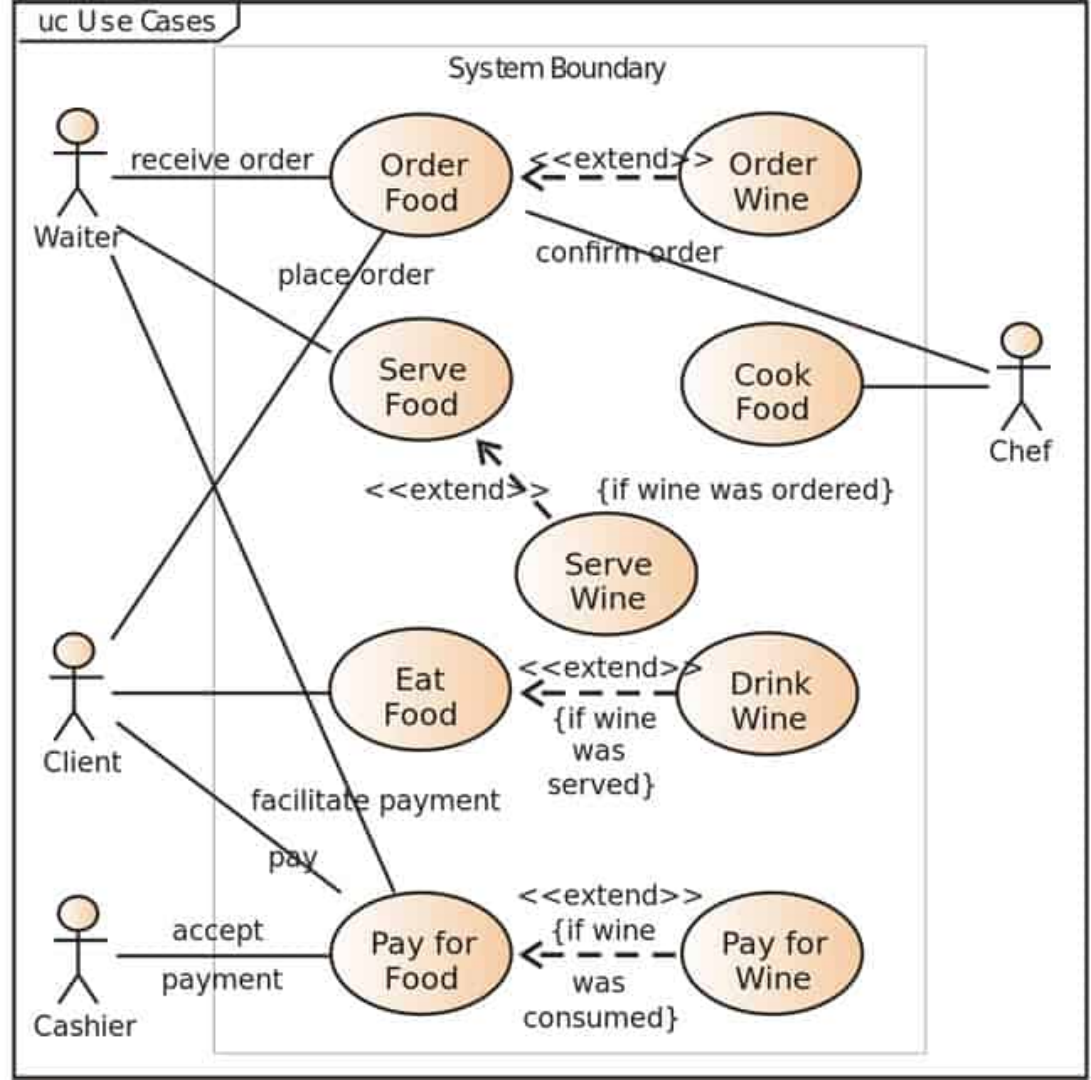 uc Use Cases
System Boundary
receive order
Order
Food
<<extend>>
Order
Wine
Waiter
confirm order
place order
Serve
Food
Cook
Food
Chef
<<extend>>
{if wine was ordered}
Serve
Wine
Eat
Food
<<extend>>
{if wine
was
served}
Drink
Wine
Client
facilitate payment
pay
accept
payment
Pay for
Food
<<extend>>
{if wine
was
consumed}
Pay for
Wine
Cashier